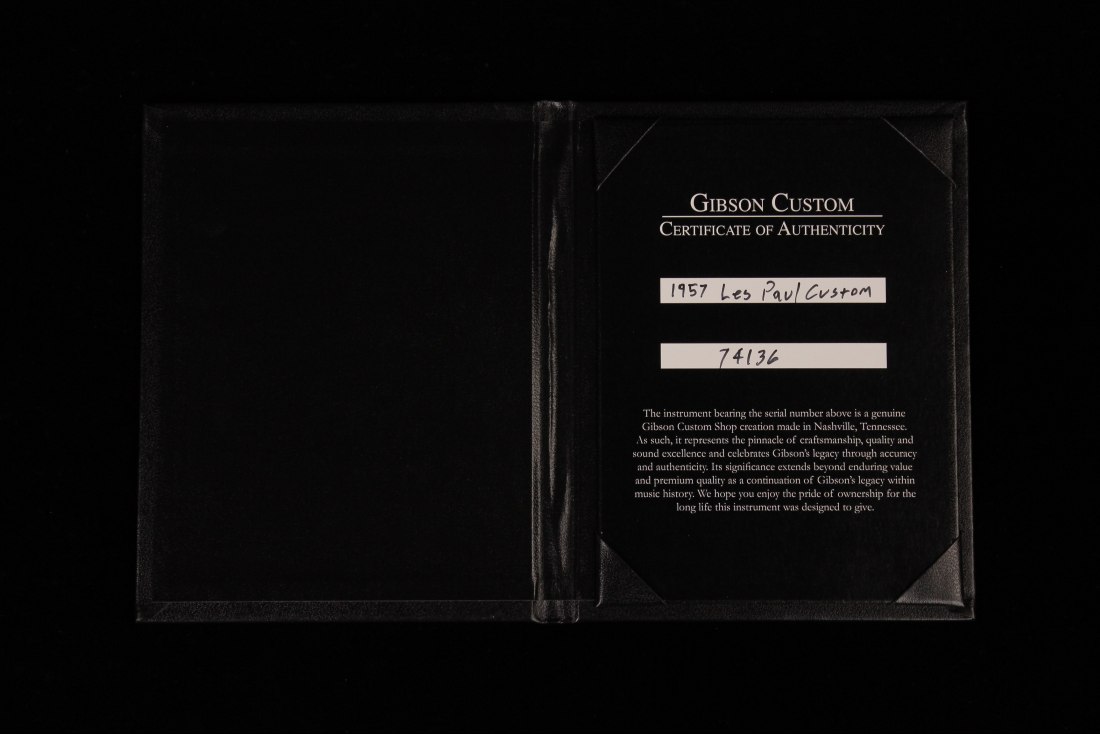 GIBSON CUSTOM
CERTIFICATE OF AUTHENTICITY
1957 Les Paul Custom
74136
The instrument bearing the serial number above is a genuine
Gibson Custom Shop creation made in Nashville, Tennessee.
As such, it represents the pinnacle of craftsmanship, quality and
sound excellence and celebrates Gibson's legacy through accuracy
and authenticity. Its significance extends beyond enduring value
and premium quality as a continuation of Gibson's legacy within
music history. We hope you enjoy the pride of ownership for the
long life this instrument was designed to give.